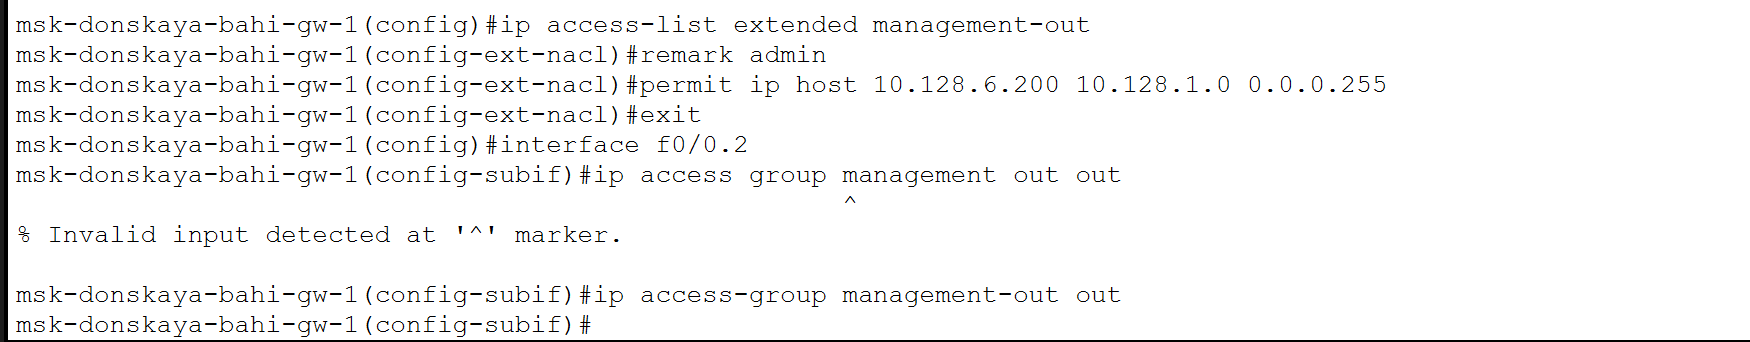 msk-donskaya-bahi-gw-1(config)#ip access-list extended management-out
msk-donskaya-bahi-gw-1(config-ext-nacl)#remark admin
msk-donskaya-bahi-gw-1(config-ext-nacl)#permit ip host 10.128.6.200 10.128.1.0 0.0.0.255
msk-donskaya-bahi-gw-1(config-ext-nacl)#exit
msk-donskaya-bahi-gw-1(config)#interface f0/0.2
msk-donskaya-bahi-gw-1(config-subif)#ip access group management out out
^
% Invalid input detected at '^' marker.
msk-donskaya-bahi-gw-1(config-subif)#ip access-group management-out out
msk-donskaya-bahi-gw-1(config-subif)#